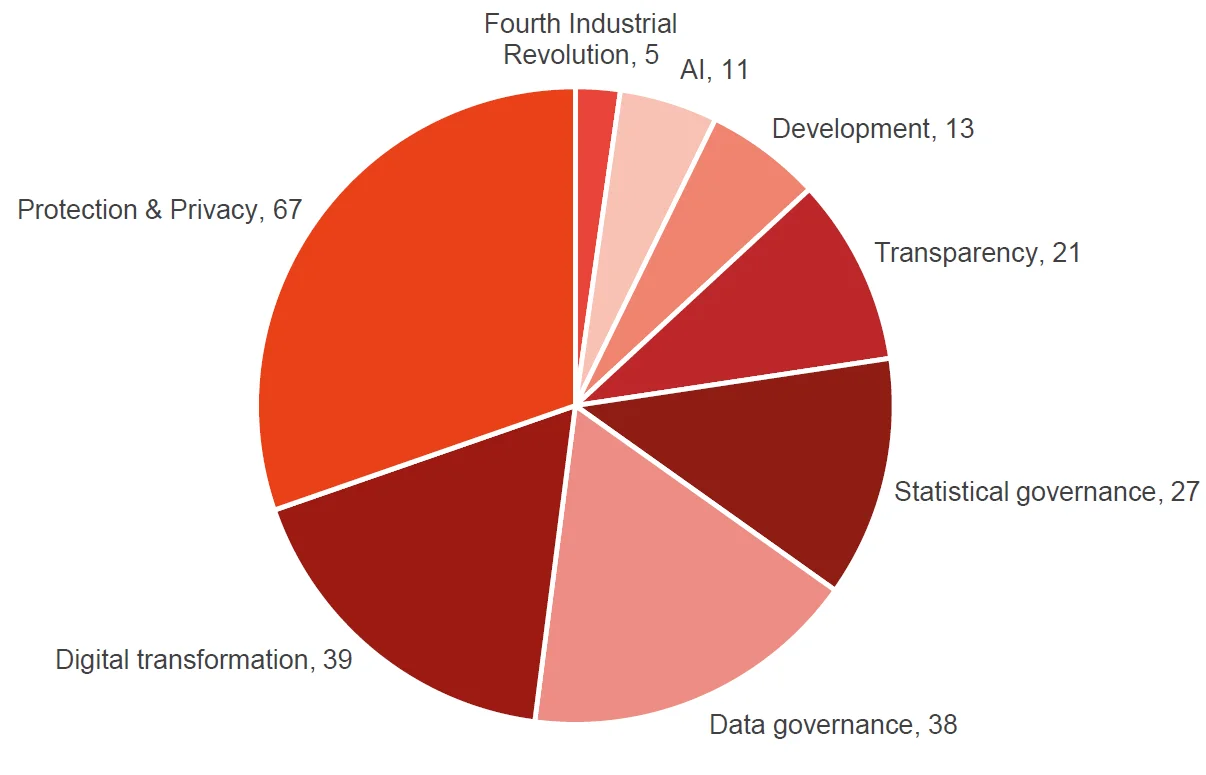 Fourth Industrial
Revolution, 5
AI, 11
Development, 13
Protection & Privacy, 67
Transparency, 21
Statistical governance, 27
Digital transformation, 39
Data governance, 38